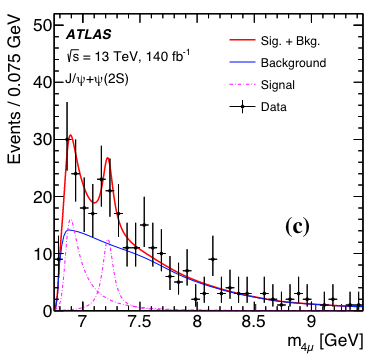 Events / 0.075 GeV
50
40
30
20
10
0
ATLAS
√s = 13 TeV, 140 fb⁻¹
J/ψ+ψ(2S)
Sig. + Bkg.
Background
Signal
Data
(c)
7 7.5 8 8.5 9
m4μ [GeV]